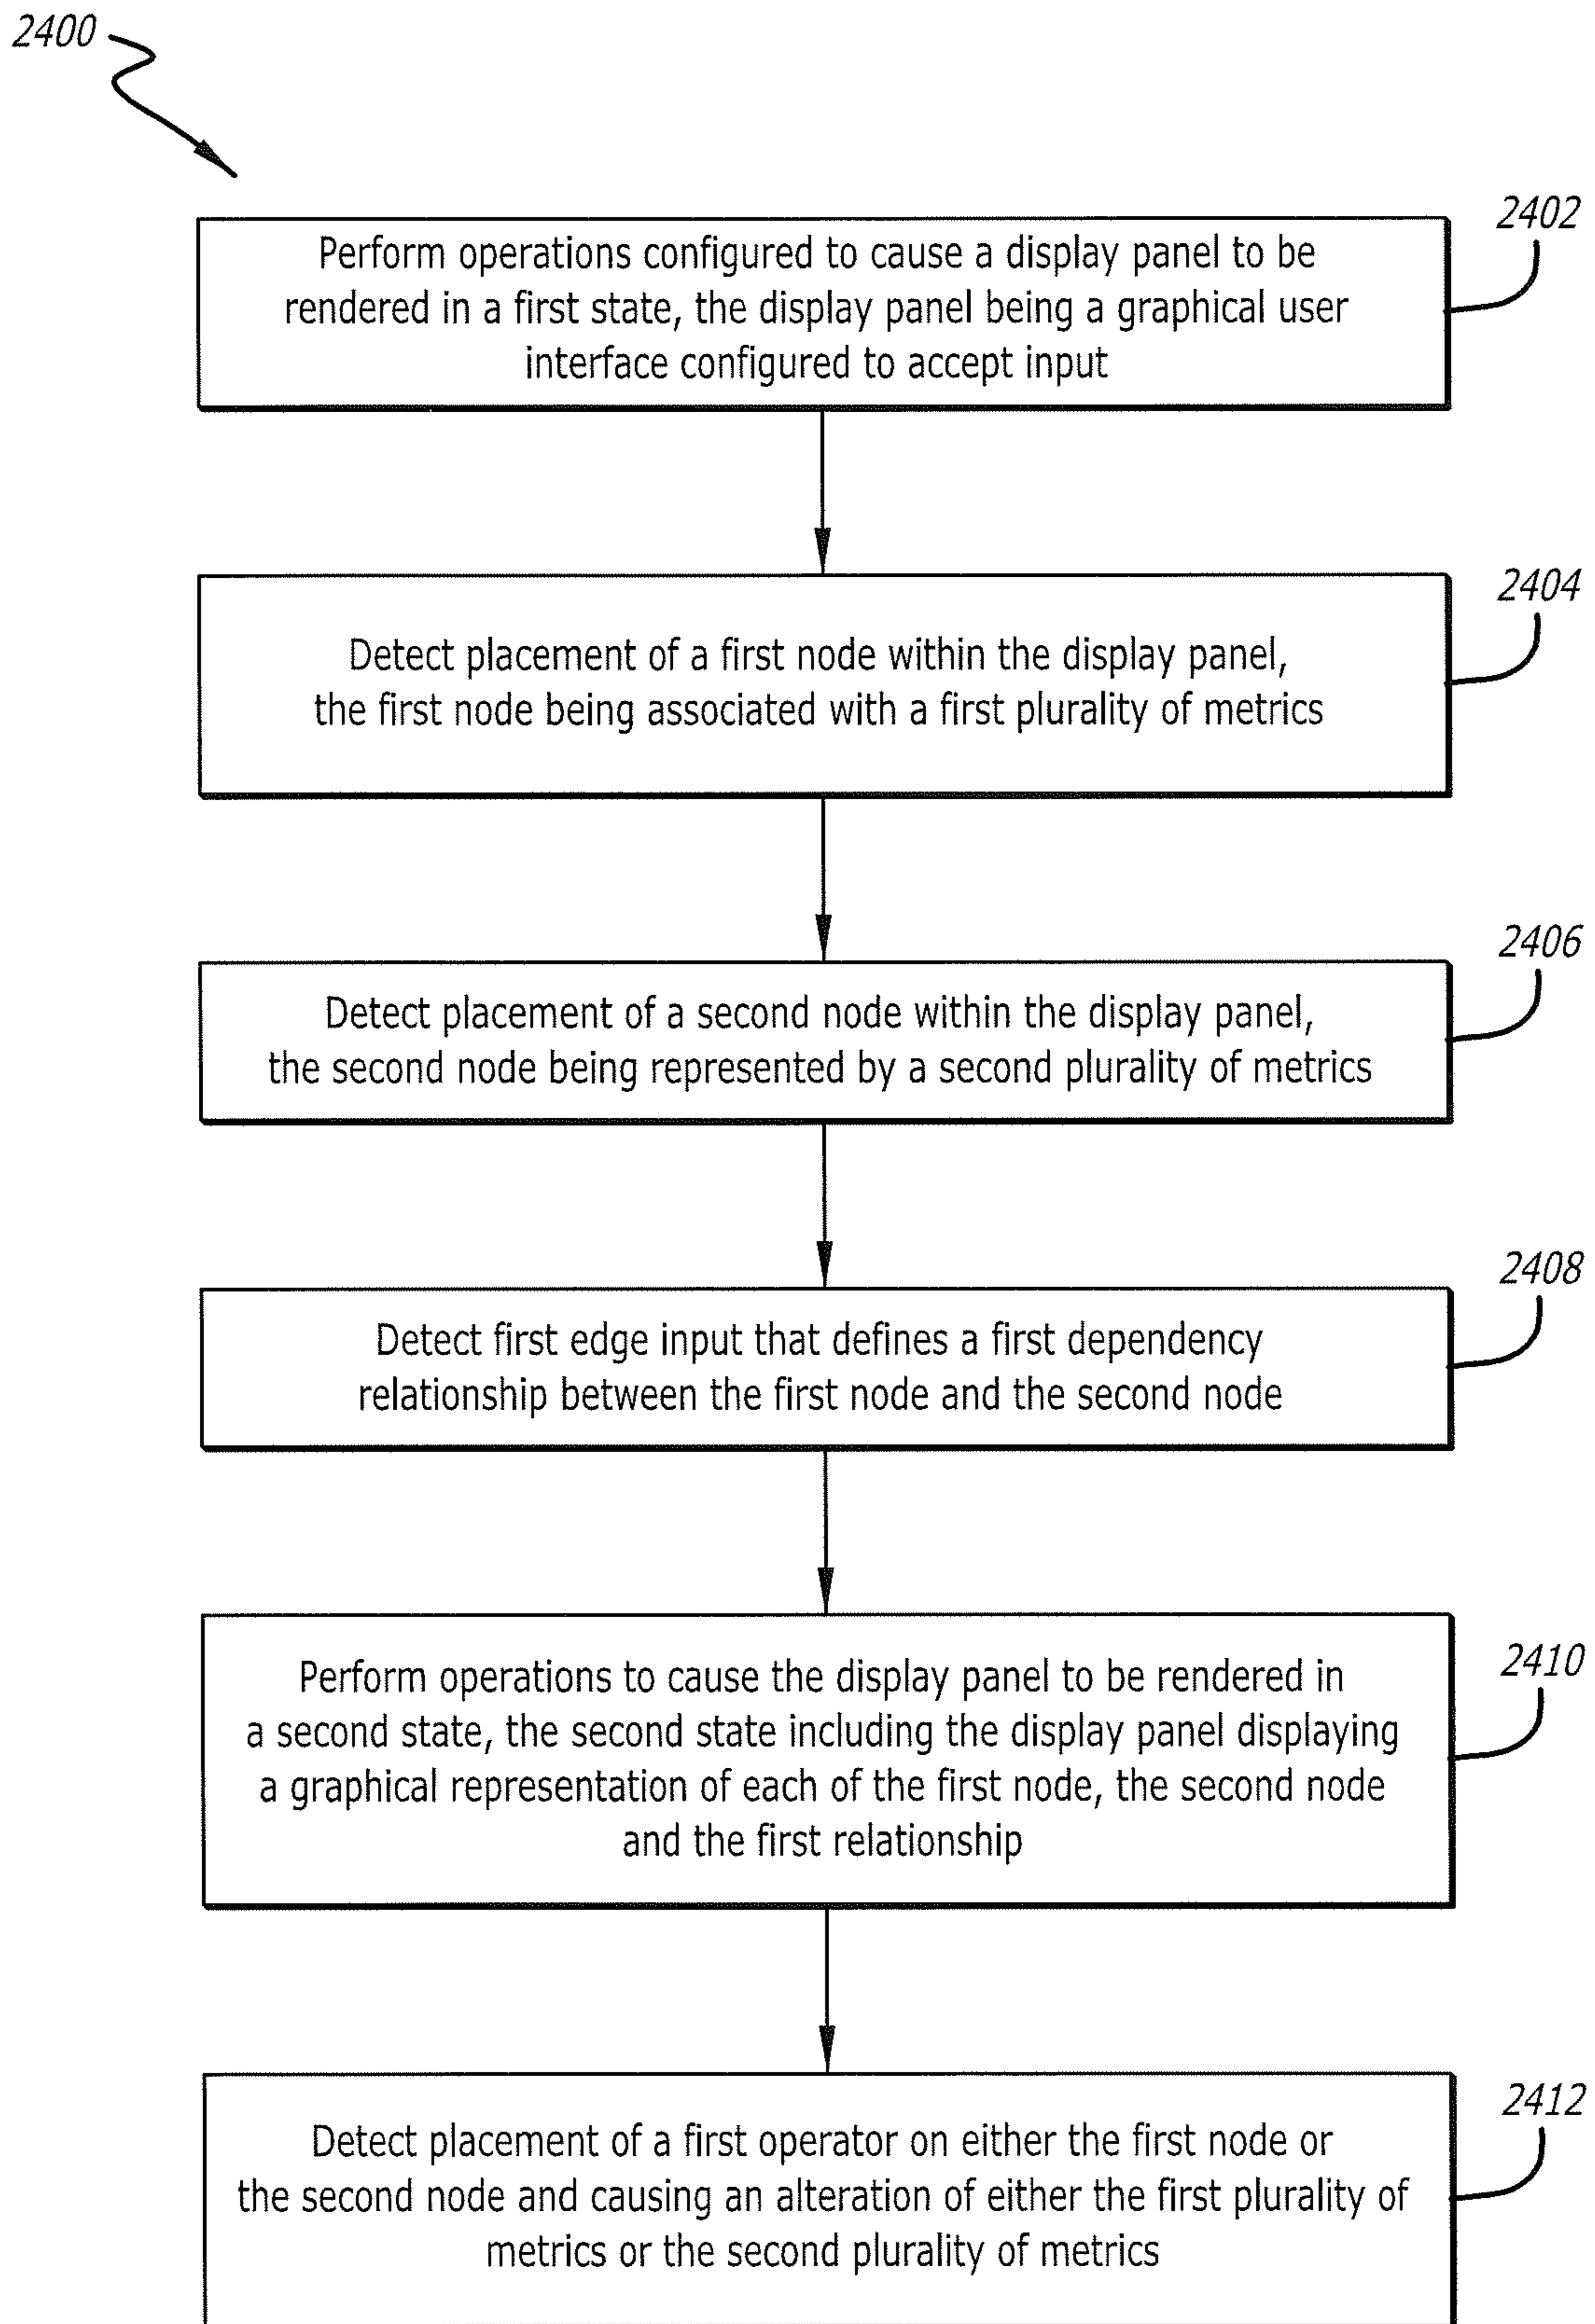 2400
2402
Perform operations configured to cause a display panel to be
rendered in a first state, the display panel being a graphical user
interface configured to accept input
2404
Detect placement of a first node within the display panel,
the first node being associated with a first plurality of metrics
2406
Detect placement of a second node within the display panel,
the second node being represented by a second plurality of metrics
2408
Detect first edge input that defines a first dependency
relationship between the first node and the second node
2410
Perform operations to cause the display panel to be rendered in
a second state, the second state including the display panel displaying
a graphical representation of each of the first node, the second node
and the first relationship
2412
Detect placement of a first operator on either the first node or
the second node and causing an alteration of either the first plurality of
metrics or the second plurality of metrics